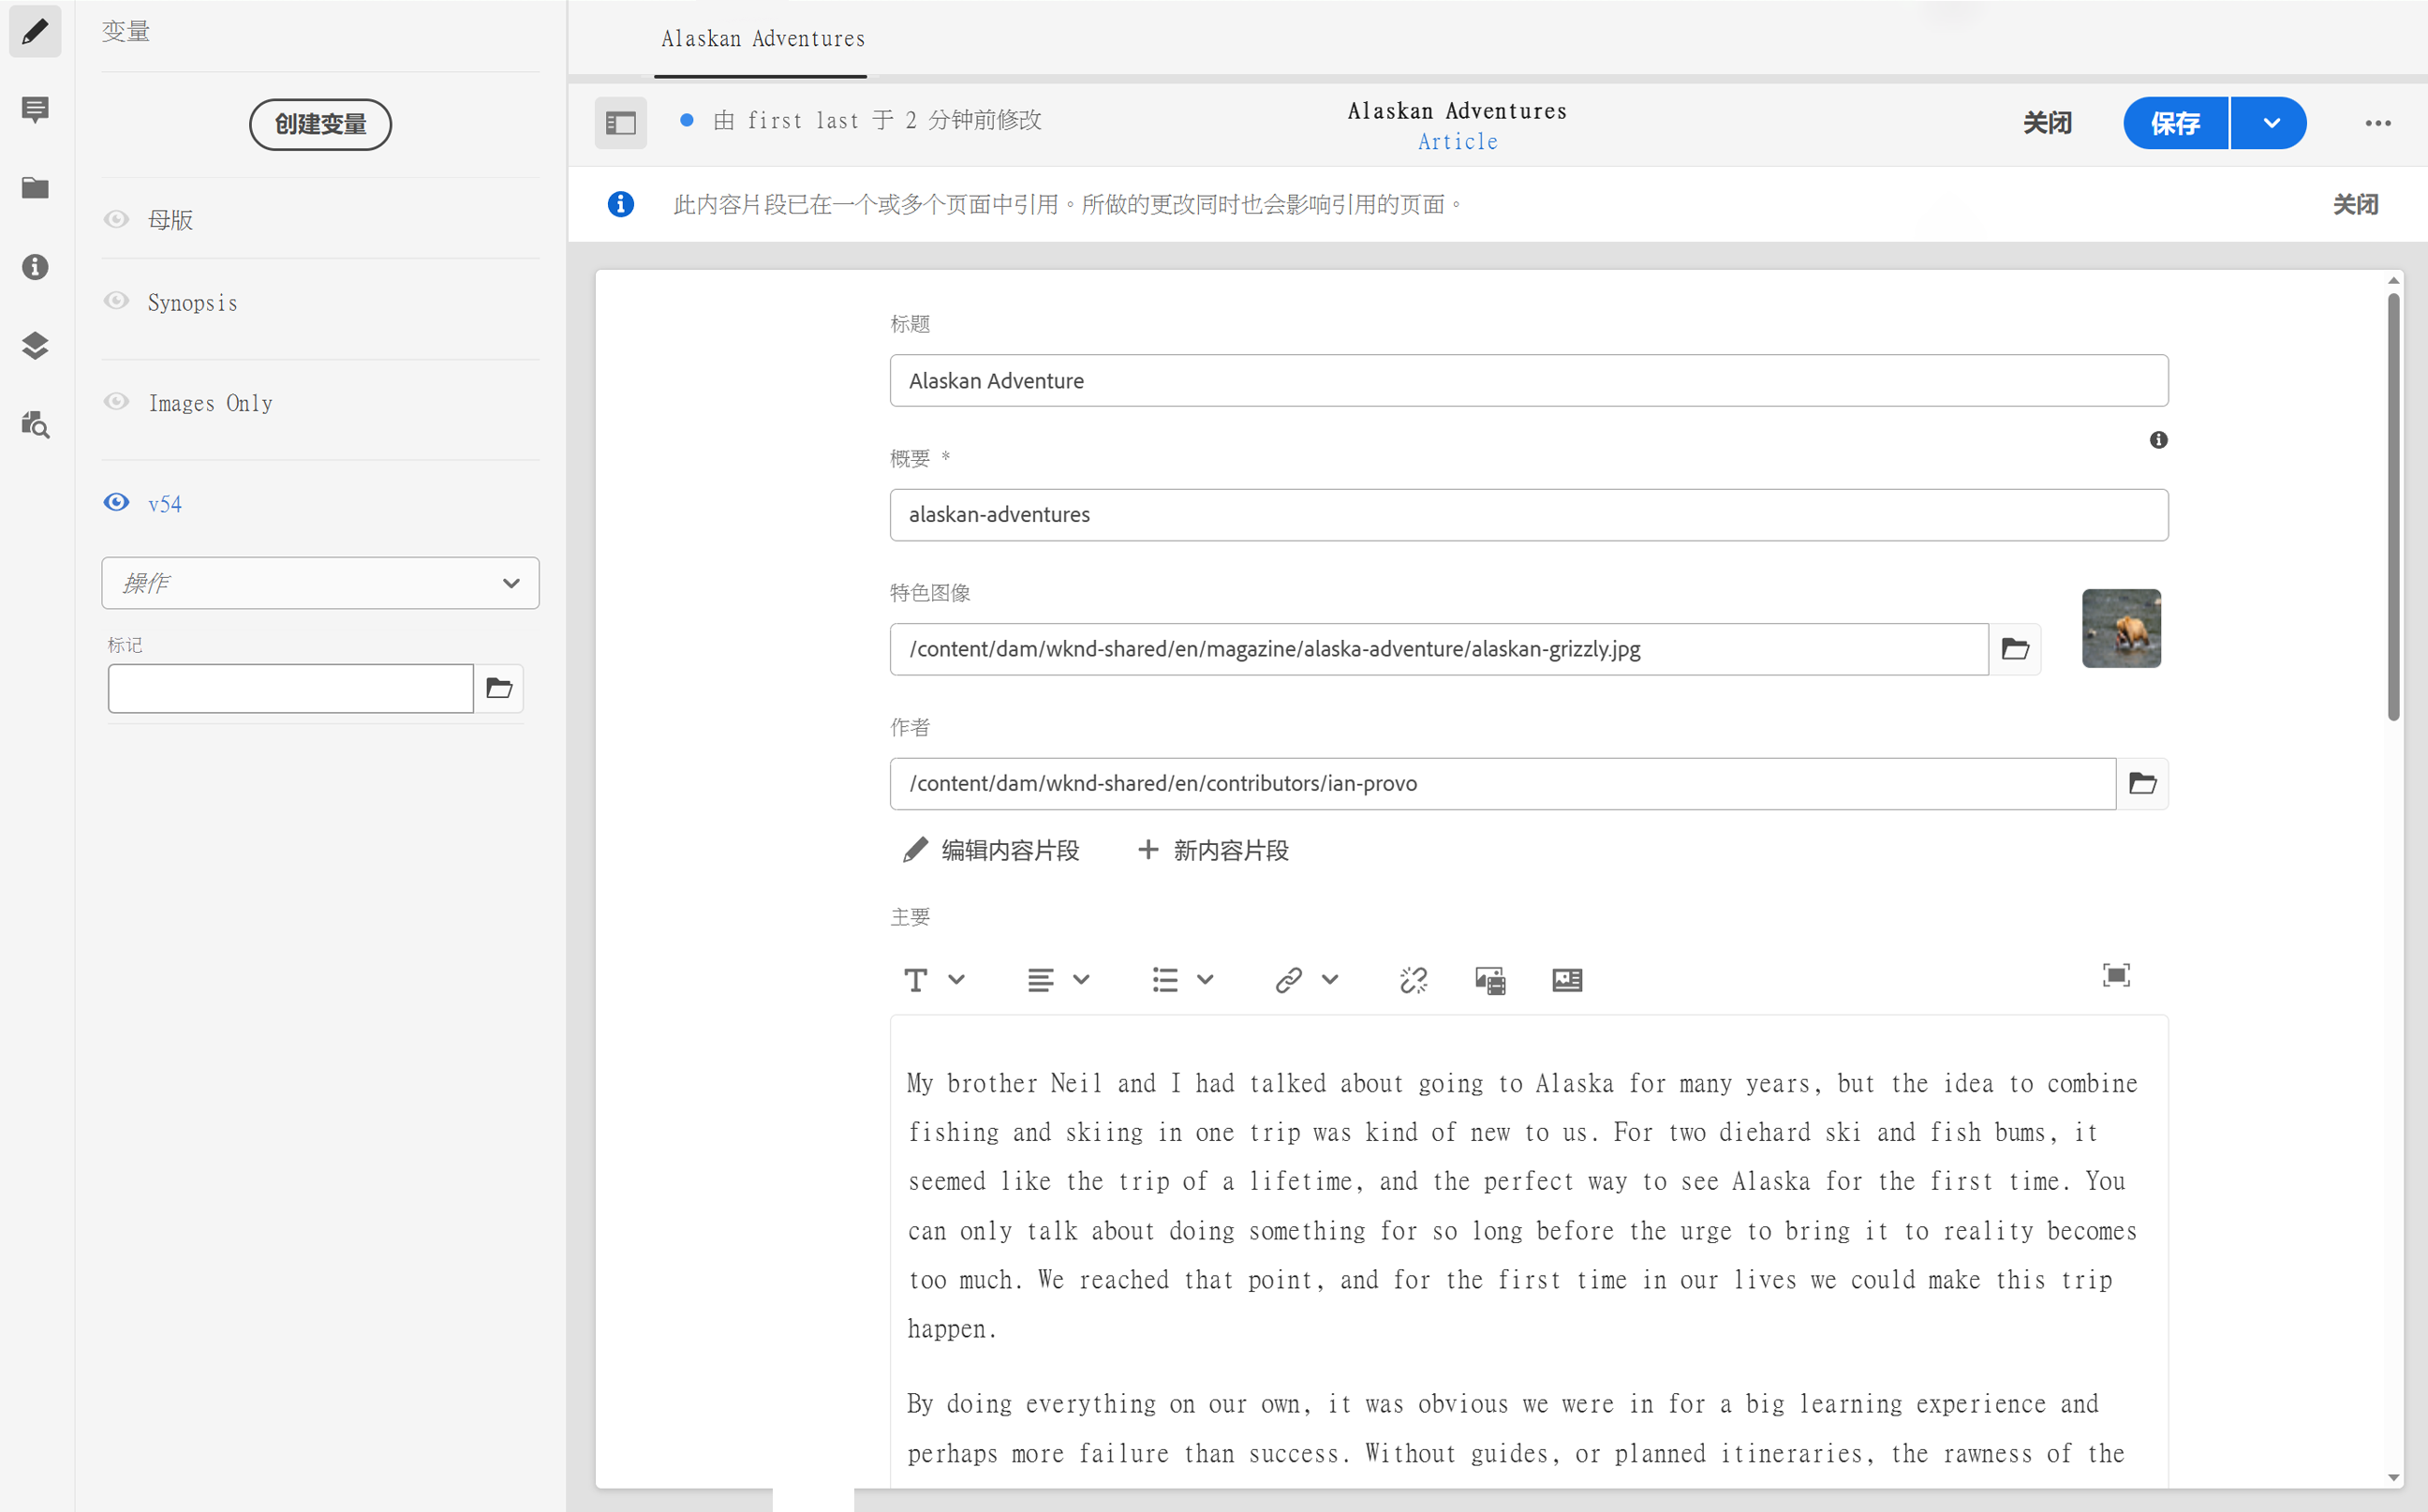 变量
创建变量
母版
Synopsis
Images Only
v54
操作
标记
Alaskan Adventures
由 first last 于 2 分钟前修改
Alaskan Adventures
Article
关闭
保存
此内容片段已在一个或多个页面中引用。所做的更改同时也会影响引用的页面。
关闭
标题
Alaskan Adventure
概要 *
alaskan-adventures
特色图像
/content/dam/wknd-shared/en/magazine/alaska-adventure/alaskan-grizzly.jpg
作者
/content/dam/wknd-shared/en/contributors/ian-provo
编辑内容片段
新内容片段
主要
My brother Neil and I had talked about going to Alaska for many years, but the idea to combine
fishing and skiing in one trip was kind of new to us. For two diehard ski and fish bums, it
seemed like the trip of a lifetime, and the perfect way to see Alaska for the first time. You
can only talk about doing something for so long before the urge to bring it to reality becomes
too much. We reached that point, and for the first time in our lives we could make this trip
happen.
By doing everything on our own, it was obvious we were in for a big learning experience and
perhaps more failure than success. Without guides, or planned itineraries, the rawness of the